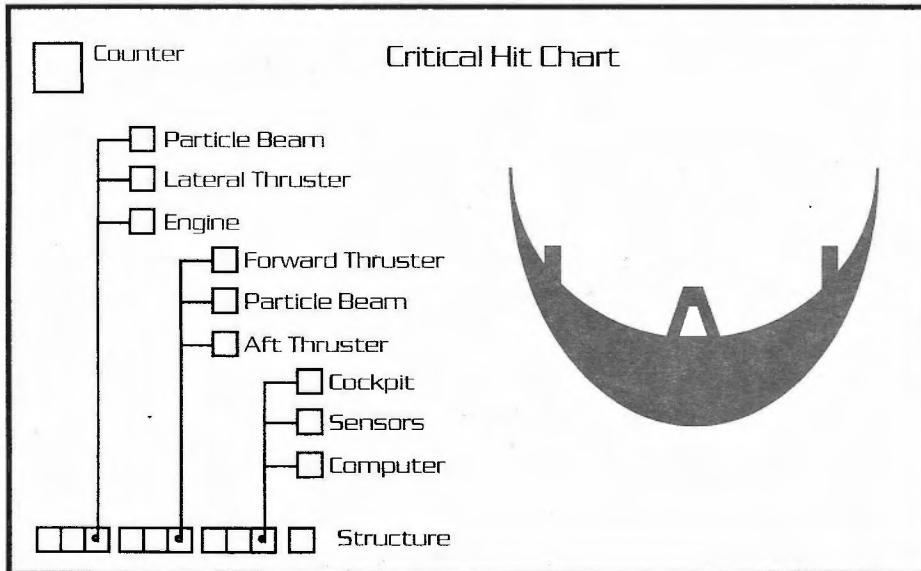 Counter
Critical Hit Chart
Particle Beam
Lateral Thruster
Engine
Forward Thruster
Particle Beam
Aft Thruster
Cockpit
Sensors
Computer
Structure